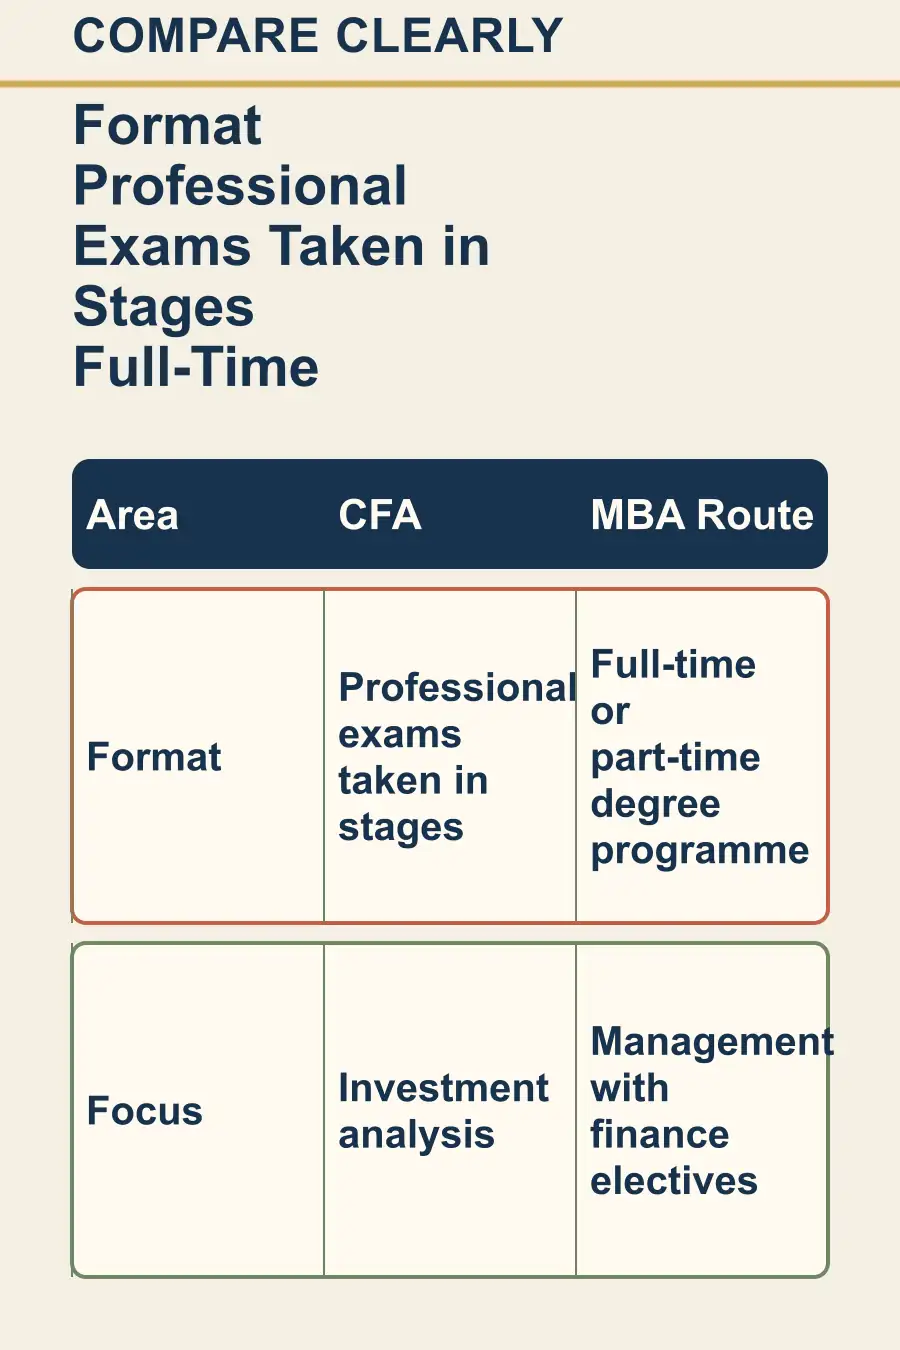 COMPARE CLEARLY
Format
Professional
Exams Taken in
Stages
Full-Time
Area
CFA
MBA Route
Format
Professional
exams
taken in
stages
Full-time
or
part-time
degree
programme
Focus
Investment
analysis
Management
with
finance
electives